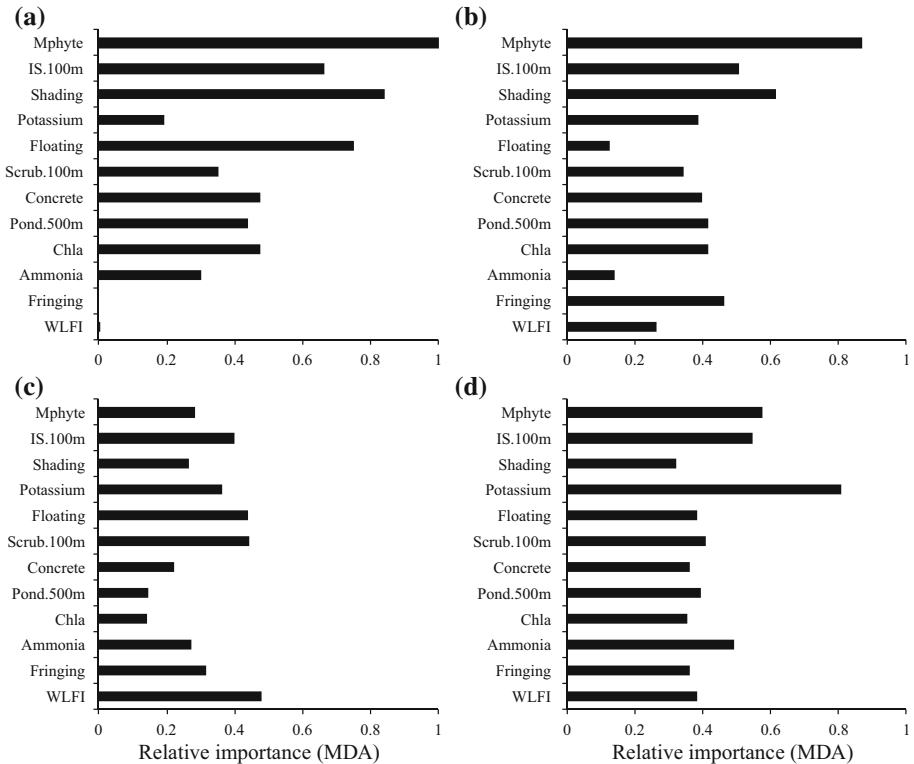 (a)
Mphyte
IS.100m
Shading
Potassium
Floating
Scrub.100m
Concrete
Pond.500m
Chla
Ammonia
Fringing
WLFI
0 0.2 0.4 0.6 0.8 1
(b)
Mphyte
IS.100m
Shading
Potassium
Floating
Scrub.100m
Concrete
Pond.500m
Chla
Ammonia
Fringing
WLFI
0 0.2 0.4 0.6 0.8 1
(c)
Mphyte
IS.100m
Shading
Potassium
Floating
Scrub.100m
Concrete
Pond.500m
Chla
Ammonia
Fringing
WLFI
0 0.2 0.4 0.6 0.8 1
Relative importance (MDA)
(d)
Mphyte
IS.100m
Shading
Potassium
Floating
Scrub.100m
Concrete
Pond.500m
Chla
Ammonia
Fringing
WLFI
0 0.2 0.4 0.6 0.8 1
Relative importance (MDA)